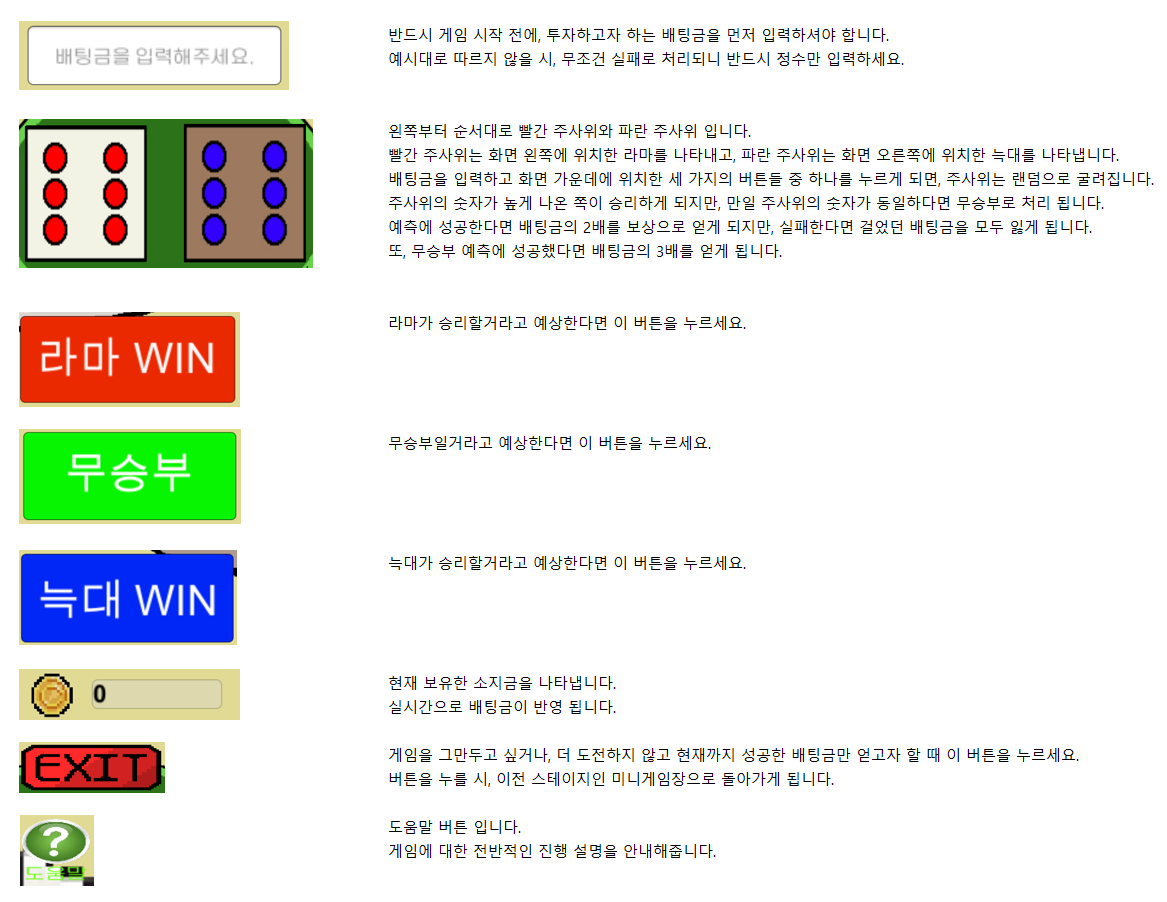 배팅금을 입력해주세요.
반드시 게임 시작 전에, 투자하고자 하는 배팅금을 먼저 입력하셔야 합니다.
예시대로 따르지 않을 시, 무조건 실패로 처리되니 반드시 정수만 입력하세요.
왼쪽부터 순서대로 빨간 주사위와 파란 주사위 입니다.
빨간 주사위는 화면 왼쪽에 위치한 라마를 나타내고, 파란 주사위는 화면 오른쪽에 위치한 늑대를 나타냅니다.
배팅금을 입력하고 화면 가운데에 위치한 세 가지의 버튼들 중 하나를 누르게 되면, 주사위는 랜덤으로 굴려집니다.
주사위의 숫자가 높게 나온 쪽이 승리하게 되지만, 만일 주사위의 숫자가 동일하다면 무승부로 처리 됩니다.
예측에 성공한다면 배팅금의 2배를 보상으로 얻게 되지만, 실패한다면 걸었던 배팅금을 모두 잃게 됩니다.
또, 무승부 예측에 성공했다면 배팅금의 3배를 얻게 됩니다.
라마 WIN
라마가 승리할거라고 예상한다면 이 버튼을 누르세요.
무승부
무승부일거라고 예상한다면 이 버튼을 누르세요.
늑대 WIN
늑대가 승리할거라고 예상한다면 이 버튼을 누르세요.
0
현재 보유한 소지금을 나타냅니다.
실시간으로 배팅금이 반영 됩니다.
EXIT
게임을 그만두고 싶거나, 더 도전하지 않고 현재까지 성공한 배팅금만 얻고자 할 때 이 버튼을 누르세요.
버튼을 누를 시, 이전 스테이지인 미니게임장으로 돌아가게 됩니다.
?
도움말
도움말 버튼 입니다.
게임에 대한 전반적인 진행 설명을 안내해줍니다.